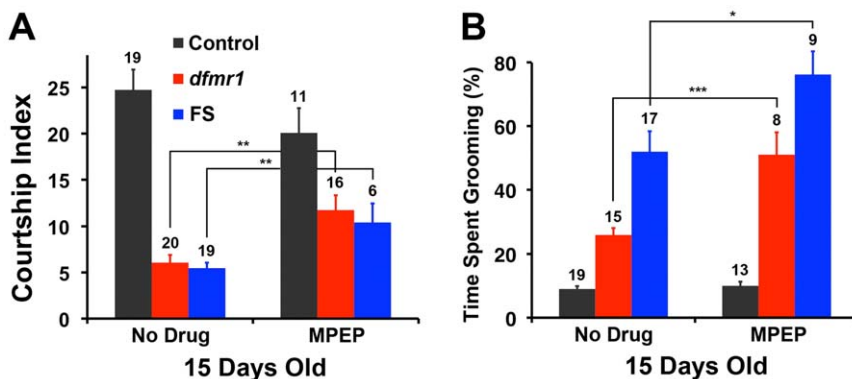 A
Control
dfmr1
FS
Courtship Index
25
20
15
10
5
0
19
20
19
11
16
6
**
**
No Drug
MPEP
15 Days Old
B
Time Spent Grooming (%)
80
60
40
20
0
19
15
17
13
8
9
*
***
No Drug
MPEP
15 Days Old